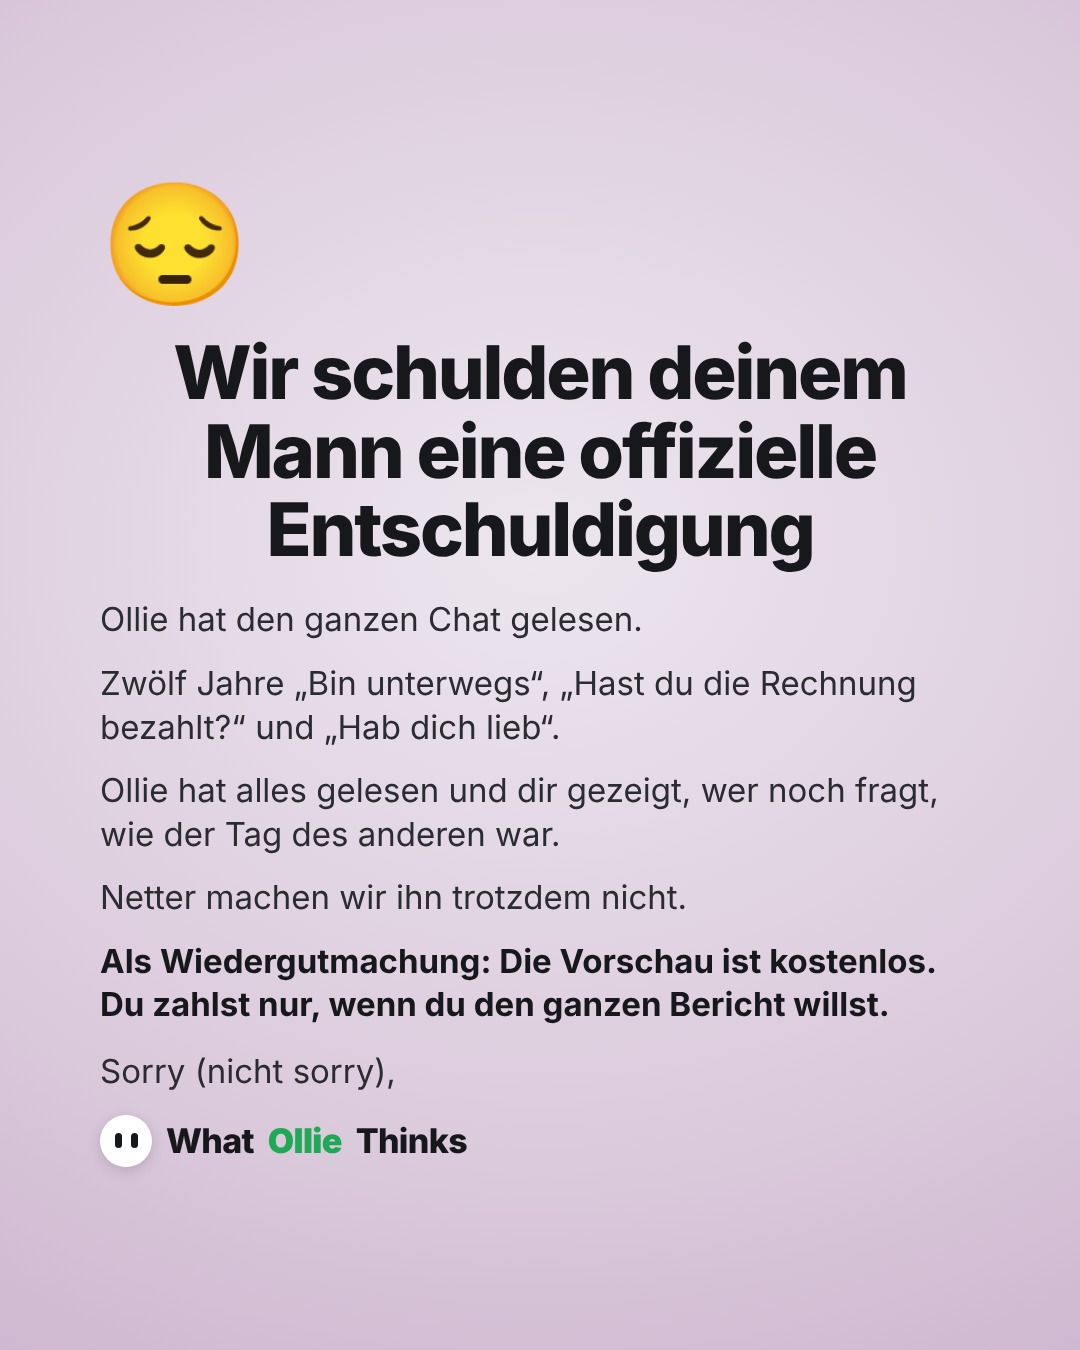 Wir schulden deinem
Mann eine offizielle
Entschuldigung
Ollie hat den ganzen Chat gelesen.
Zwölf Jahre „Bin unterwegs“, „Hast du die Rechnung
bezahlt?“ und „Hab dich lieb“.
Ollie hat alles gelesen und dir gezeigt, wer noch fragt,
wie der Tag des anderen war.
Netter machen wir ihn trotzdem nicht.
Als Wiedergutmachung: Die Vorschau ist kostenlos.
Du zahlst nur, wenn du den ganzen Bericht willst.
Sorry (nicht sorry),
What Ollie Thinks